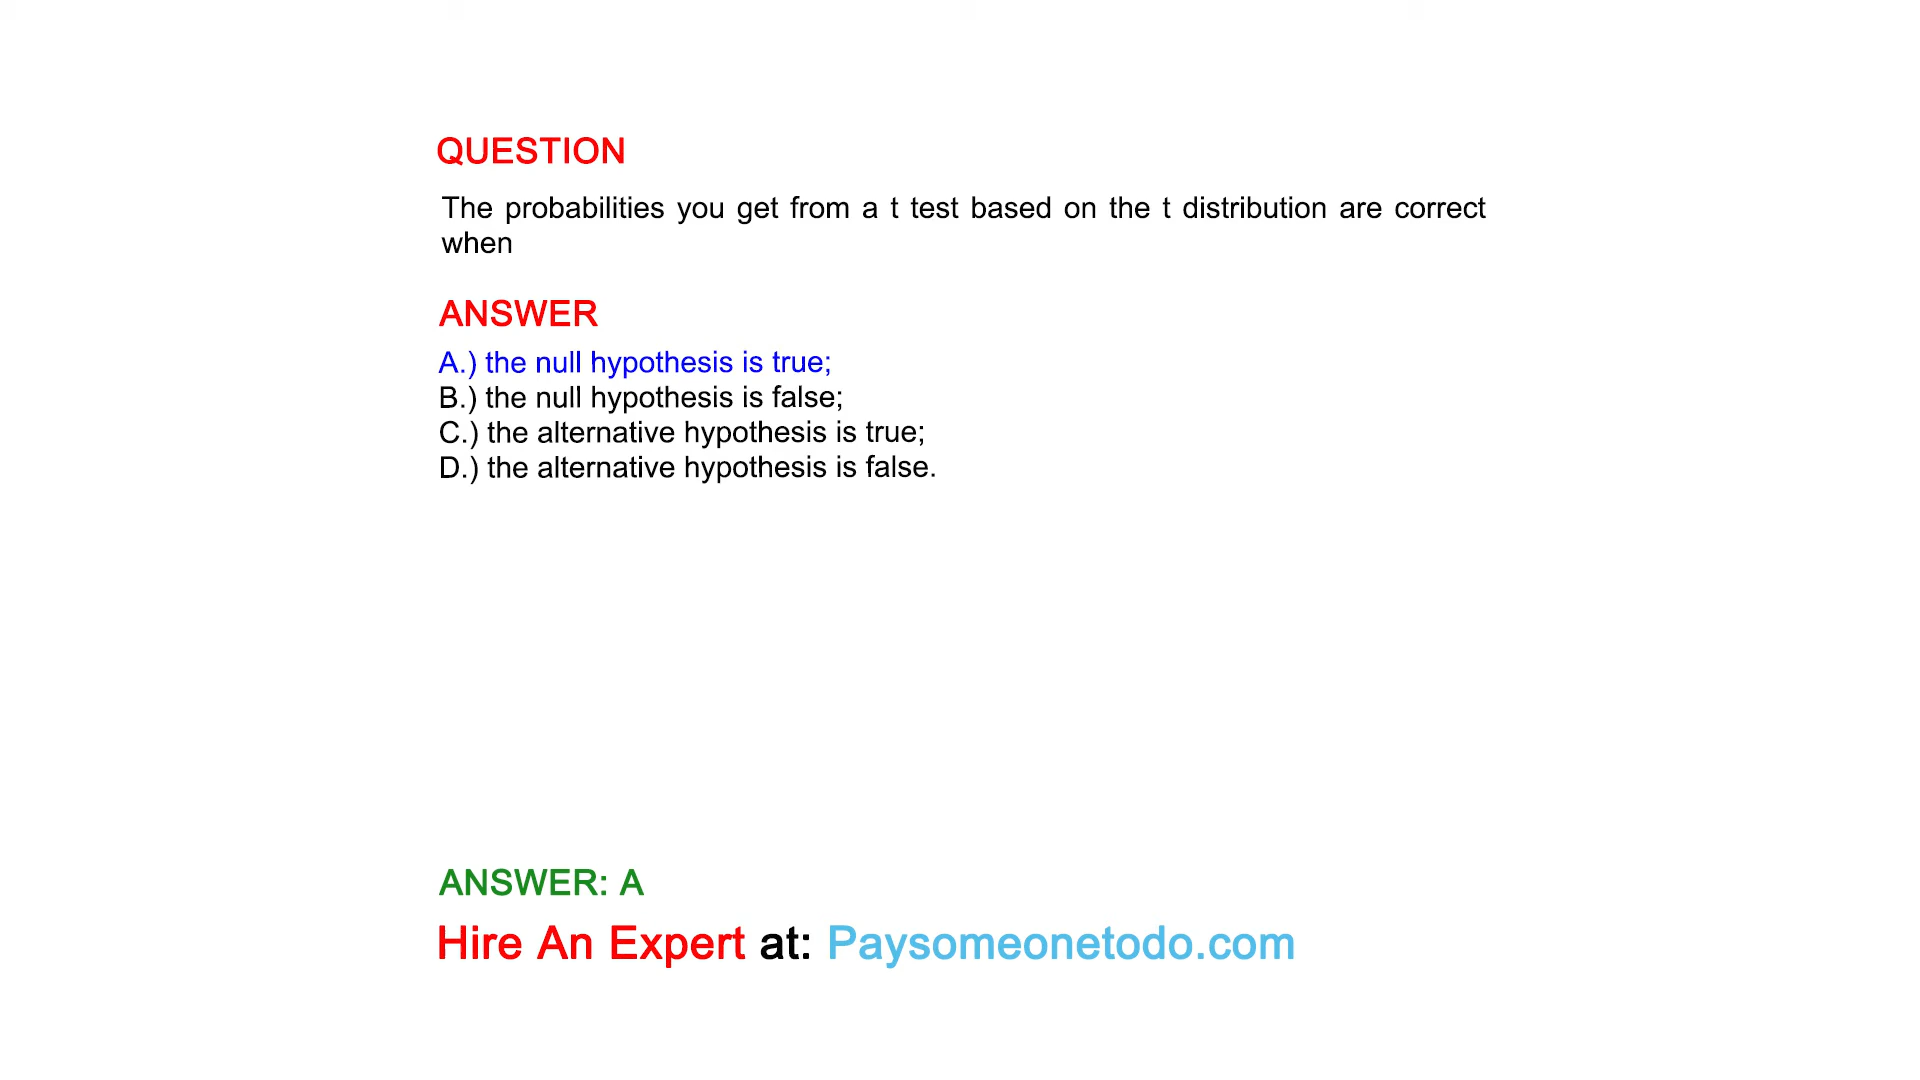 QUESTION
The probabilities you get from a t test based on the t distribution are correct
when
ANSWER
A.) the null hypothesis is true;
B.) the null hypothesis is false;
C.) the alternative hypothesis is true;
D.) the alternative hypothesis is false.
ANSWER: A
Hire An Expert at: Paysomeonetodo.com